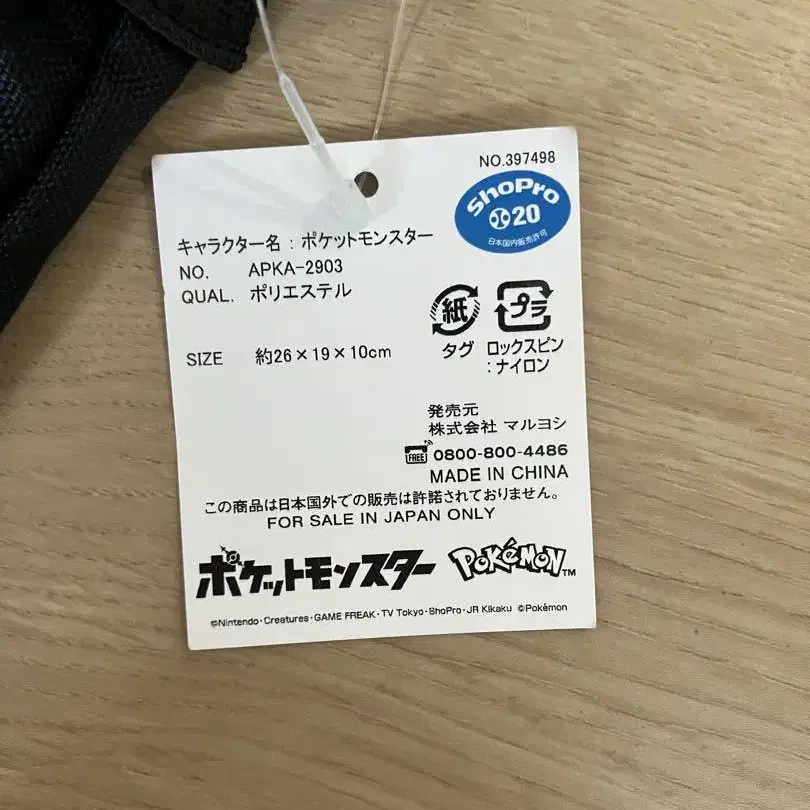 NO.397498
ShoPro
20
日本国内販売許可
キャラクター名:ポケットモンスター
NO. APKA-2903
QUAL. ポリエステル
紙 プラ
タグ ロックスピン
:ナイロン
SIZE 約26×19×10cm
発売元
株式会社 マルヨシ
FREE 0800-800-4486
MADE IN CHINA
この商品は日本国外での販売は許諾されておりません。
FOR SALE IN JAPAN ONLY
ポケットモンスター POKéMON™
©Nintendo・Creatures・GAME FREAK・TV Tokyo・ShoPro・JR Kikaku ©Pokémon